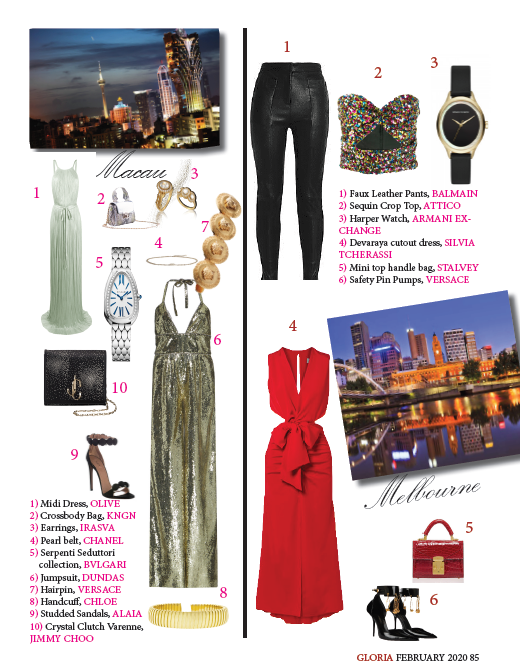 Macau
1
2
3
7
4
5
6
10
9
8
1) Midi Dress, OLIVE
2) Crossbody Bag, KNGN
3) Earrings, IRASVA
4) Pearl belt, CHANEL
5) Serpenti Seduttori
collection, BVLGARI
6) Jumpsuit, DUNDAS
7) Hairpin, VERSACE
8) Handcuff, CHLOE
9) Studded Sandals, ALAIA
10) Crystal Clutch Varenne,
JIMMY CHOO
1
2
3
1) Faux Leather Pants, BALMAIN
2) Sequin Crop Top, ATTICO
3) Harper Watch, ARMANI EX-
CHANGE
4) Devaraya cutout dress, SILVIA
TCHERASSI
5) Mini top handle bag, STALVEY
6) Safety Pin Pumps, VERSACE
4
Melbourne
5
6
GLORIA FEBRUARY 2020 85